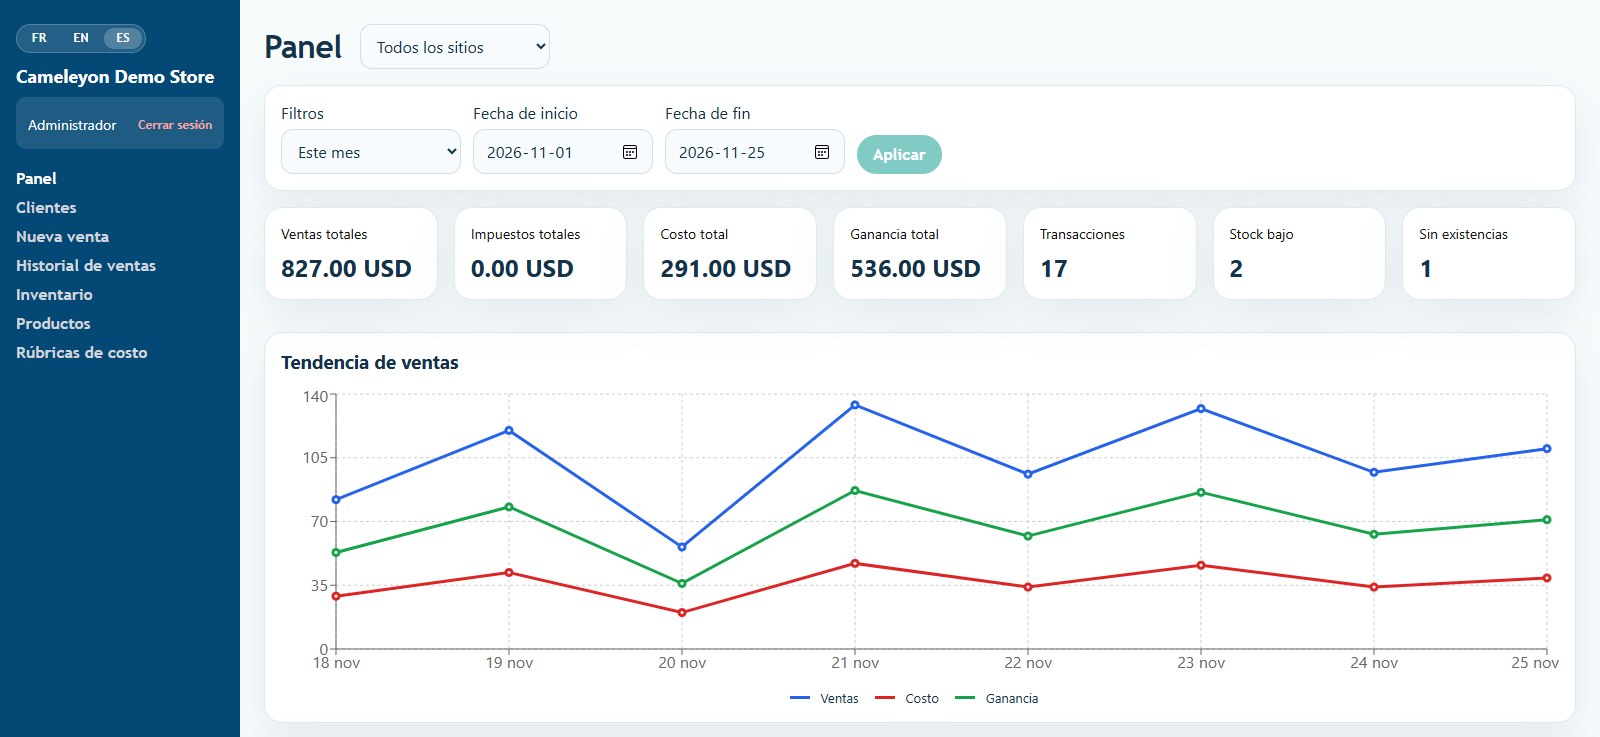 FR EN ES
Cameleyon Demo Store
Administrador Cerrar sesión
Panel
Clientes
Nueva venta
Historial de ventas
Inventario
Productos
Rúbricas de costo
Panel Todos los sitios
Filtros Fecha de inicio Fecha de fin
Este mes 2026-11-01 2026-11-25 Aplicar
Ventas totales Impuestos totales Costo total Ganancia total Transacciones Stock bajo Sin existencias
827.00 USD 0.00 USD 291.00 USD 536.00 USD 17 2 1
Tendencia de ventas
140
105
70
35
0
18 nov 19 nov 20 nov 21 nov 22 nov 23 nov 24 nov 25 nov
Ventas Costo Ganancia